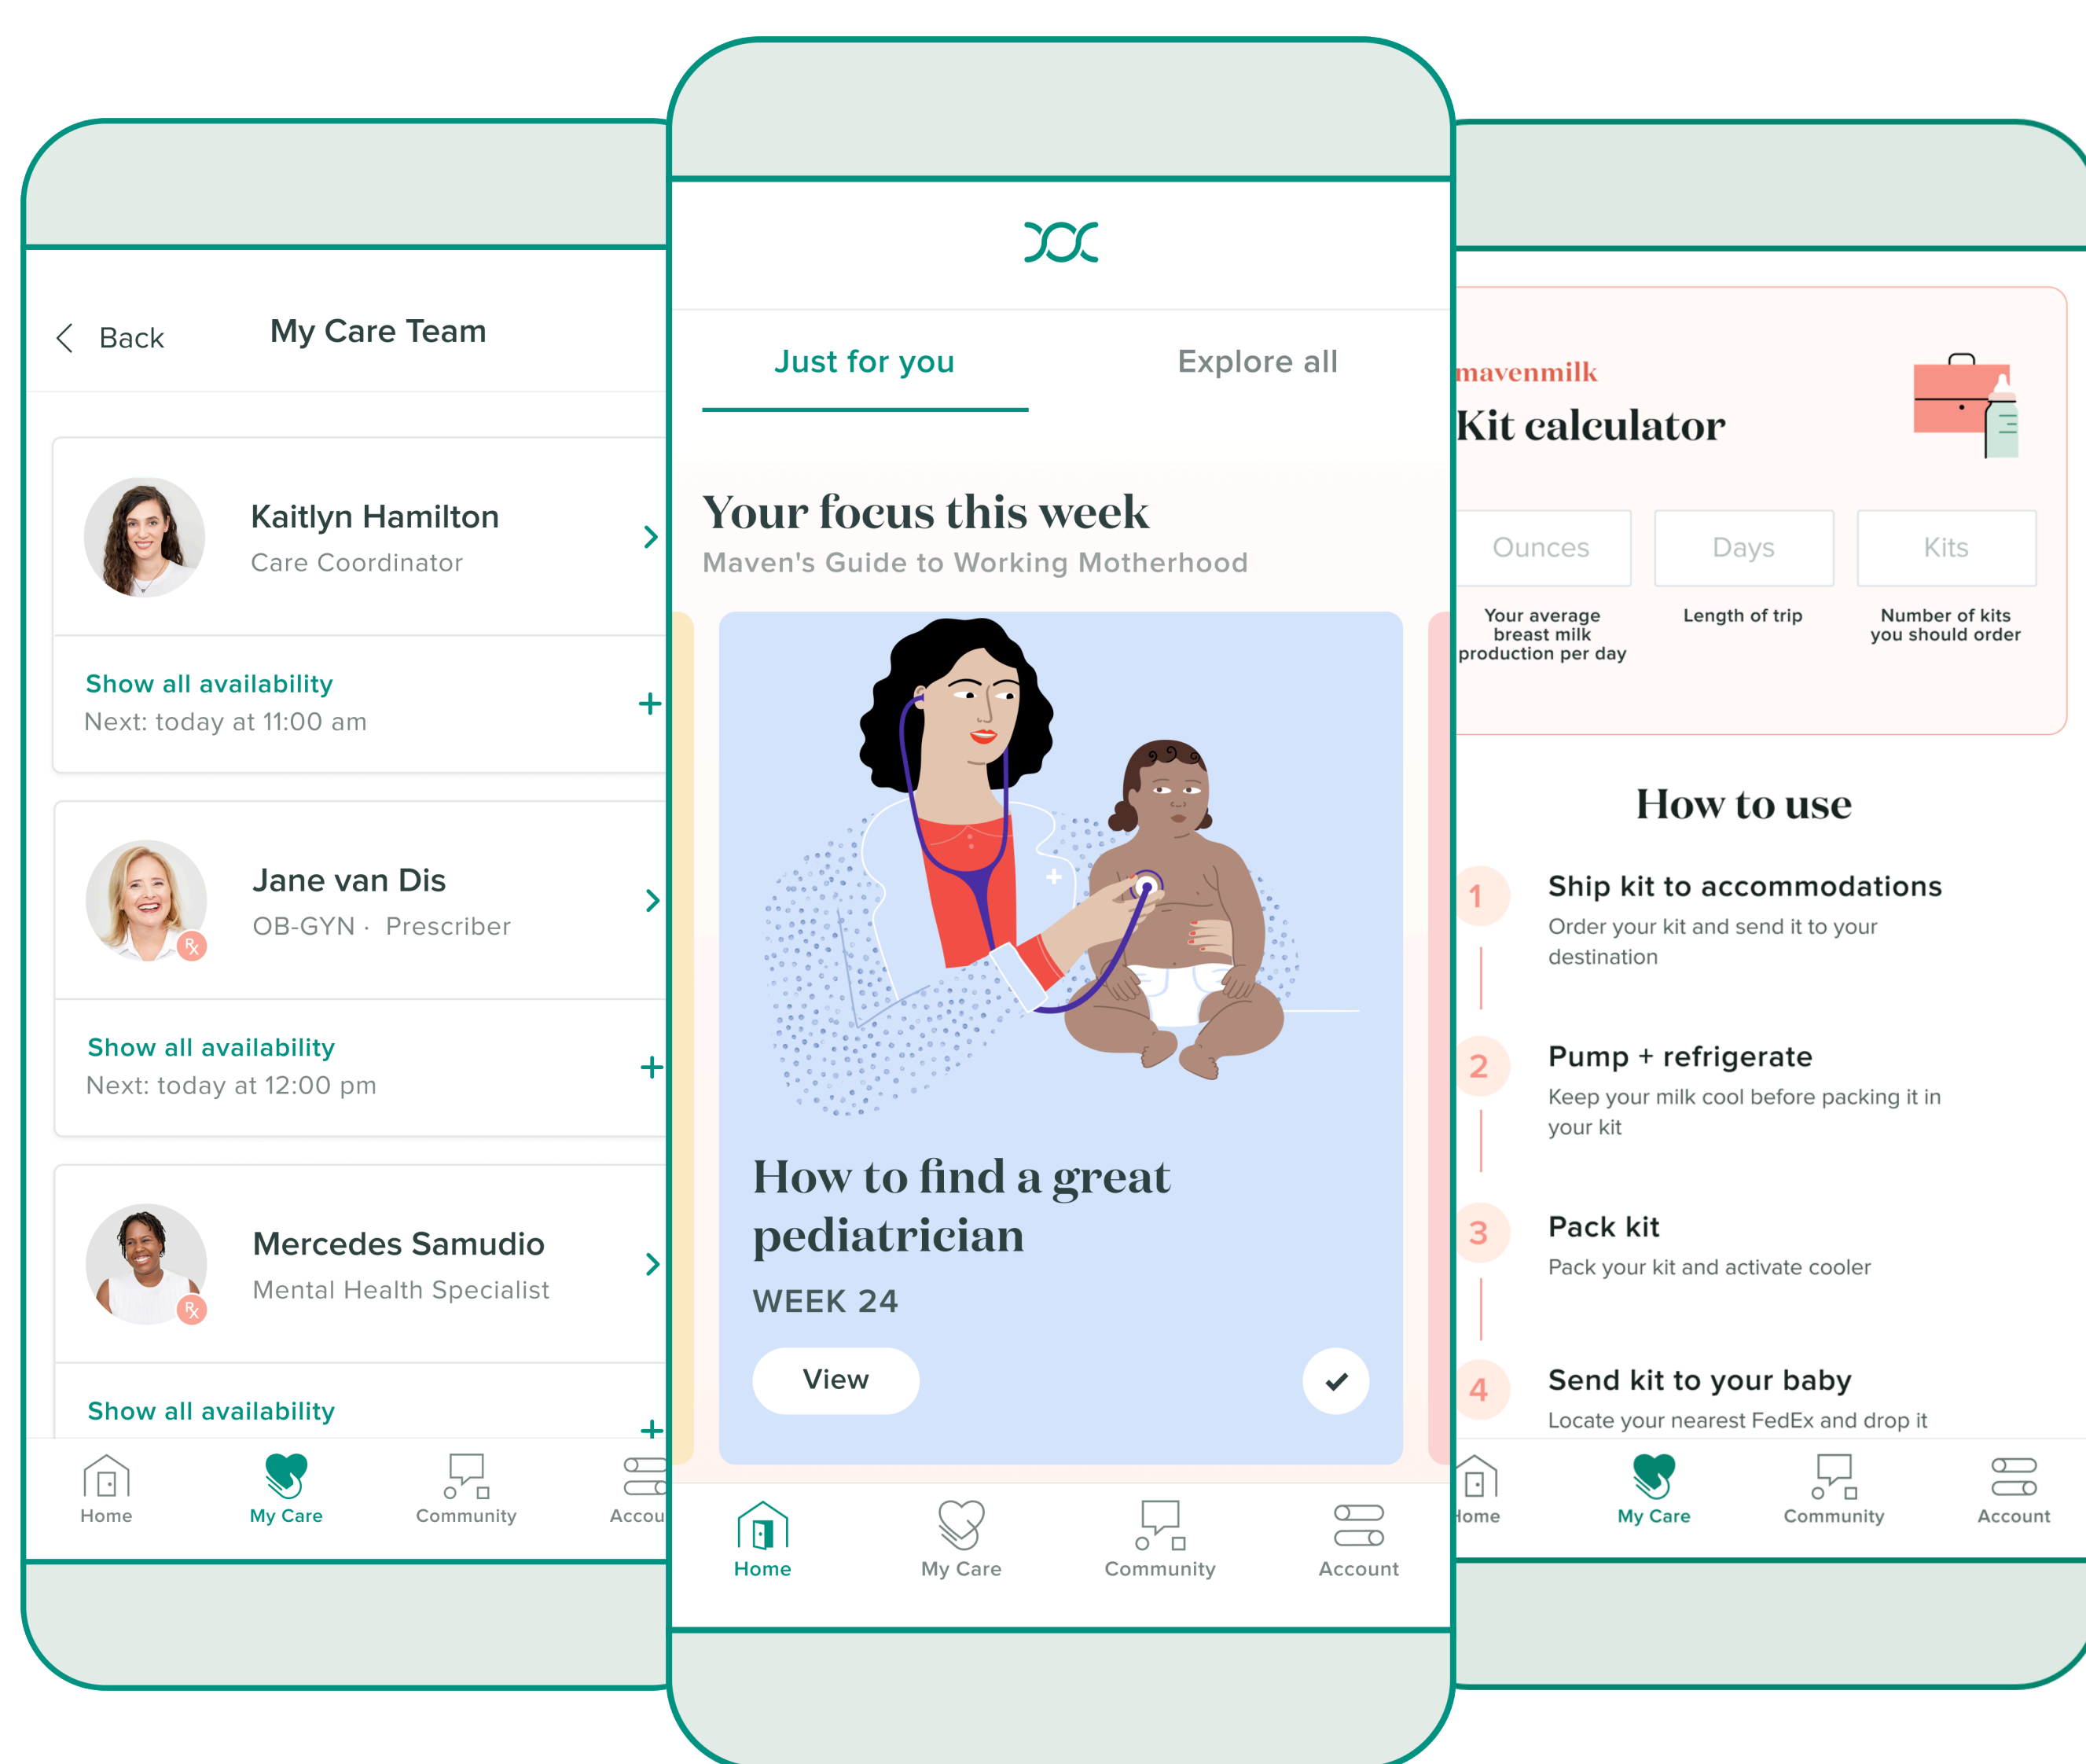 Back
My Care Team
Kaitlyn Hamilton
Care Coordinator
Show all availability
Next: today at 11:00 am
Jane van Dis
OB-GYN · Prescriber
Rx
Show all availability
Next: today at 12:00 pm
Mercedes Samudio
Mental Health Specialist
Rx
Show all availability
Home
My Care
Community
Accou
Just for you
Explore all
Your focus this week
Maven's Guide to Working Motherhood
How to find a great
pediatrician
WEEK 24
View
Home
My Care
Community
Account
mavenmilk
Kit calculator
Ounces
Days
Kits
Your average
breast milk
production per day
Length of trip
Number of kits
you should order
How to use
1
Ship kit to accommodations
Order your kit and send it to your
destination
2
Pump + refrigerate
Keep your milk cool before packing it in
your kit
3
Pack kit
Pack your kit and activate cooler
4
Send kit to your baby
Locate your nearest FedEx and drop it
Home
My Care
Community
Account